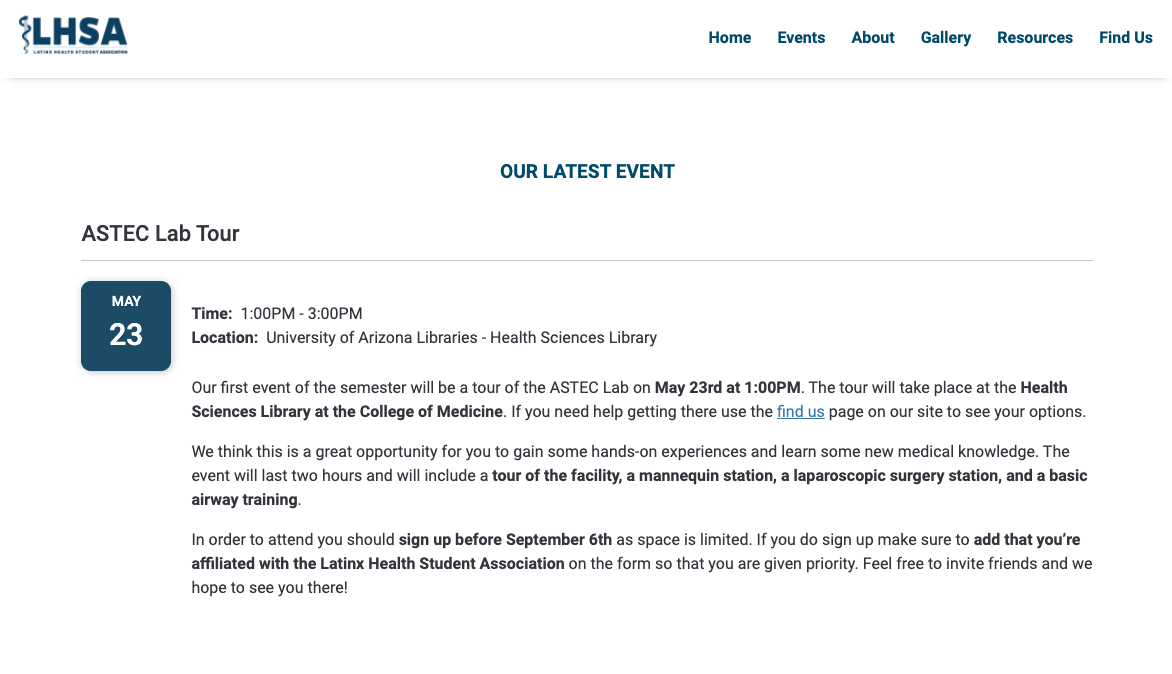 LHSA
LATINX HEALTH STUDENT ASSOCIATION
Home Events About Gallery Resources Find Us
OUR LATEST EVENT
ASTEC Lab Tour
MAY
23
Time: 1:00PM - 3:00PM
Location: University of Arizona Libraries - Health Sciences Library
Our first event of the semester will be a tour of the ASTEC Lab on May 23rd at 1:00PM. The tour will take place at the Health
Sciences Library at the College of Medicine. If you need help getting there use the find us page on our site to see your options.
We think this is a great opportunity for you to gain some hands-on experiences and learn some new medical knowledge. The
event will last two hours and will include a tour of the facility, a mannequin station, a laparoscopic surgery station, and a basic
airway training.
In order to attend you should sign up before September 6th as space is limited. If you do sign up make sure to add that you’re
affiliated with the Latinx Health Student Association on the form so that you are given priority. Feel free to invite friends and we
hope to see you there!